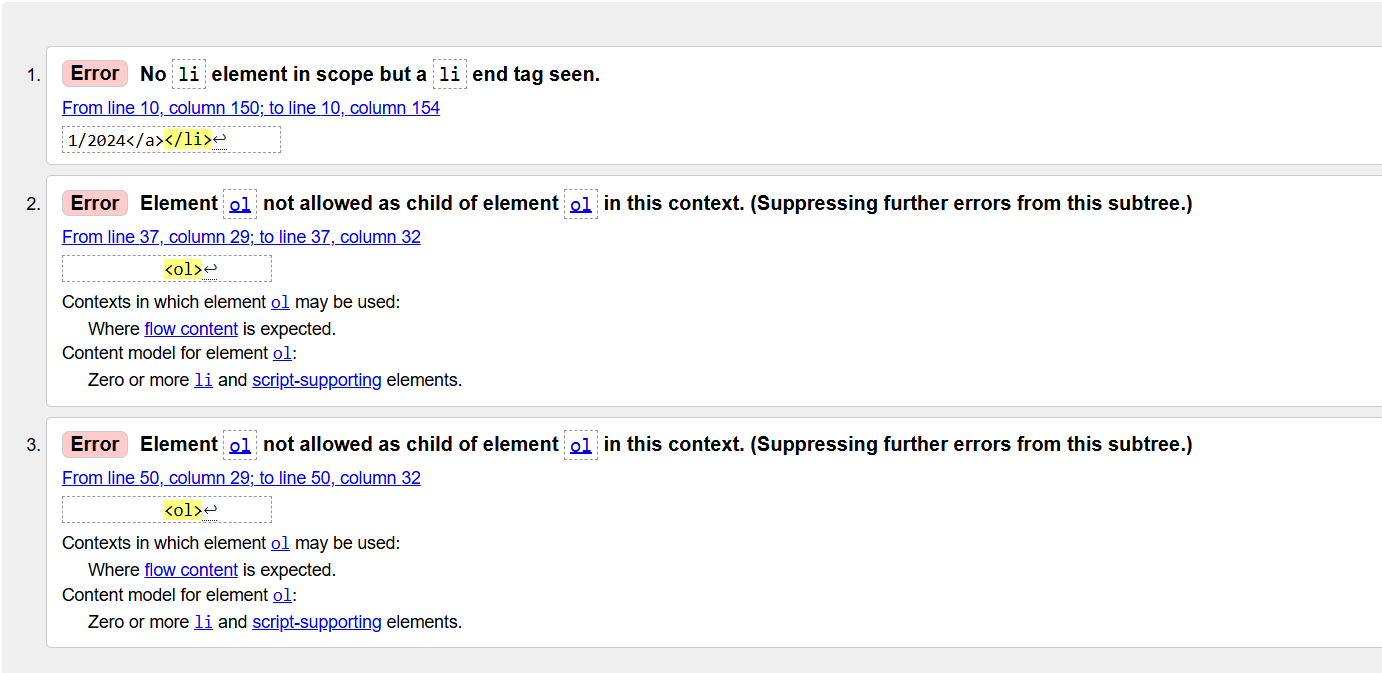 1. Error No li element in scope but a li end tag seen.
From line 10, column 150; to line 10, column 154
1/2024</a></li>↩
2. Error Element ol not allowed as child of element ol in this context. (Suppressing further errors from this subtree.)
From line 37, column 29; to line 37, column 32
<ol>↩
Contexts in which element ol may be used:
Where flow content is expected.
Content model for element ol:
Zero or more li and script-supporting elements.
3. Error Element ol not allowed as child of element ol in this context. (Suppressing further errors from this subtree.)
From line 50, column 29; to line 50, column 32
<ol>↩
Contexts in which element ol may be used:
Where flow content is expected.
Content model for element ol:
Zero or more li and script-supporting elements.